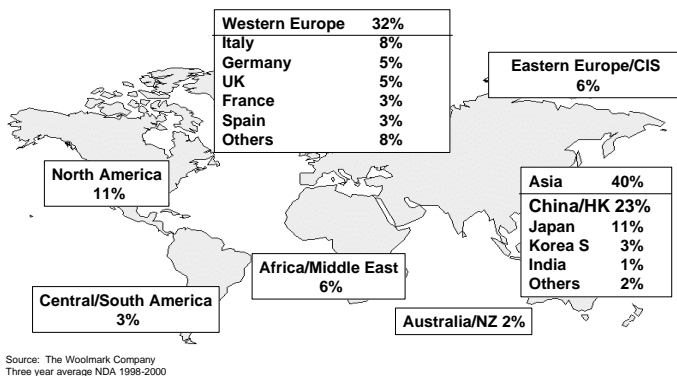 Western Europe 32%
Italy 8%
Germany 5%
UK 5%
France 3%
Spain 3%
Others 8%
Eastern Europe/CIS
6%
North America
11%
Asia 40%
China/HK 23%
Japan 11%
Korea S 3%
India 1%
Others 2%
Africa/Middle East
6%
Central/South America
3%
Australia/NZ 2%
Source: The Woolmark Company
Three year average NDA 1998-2000